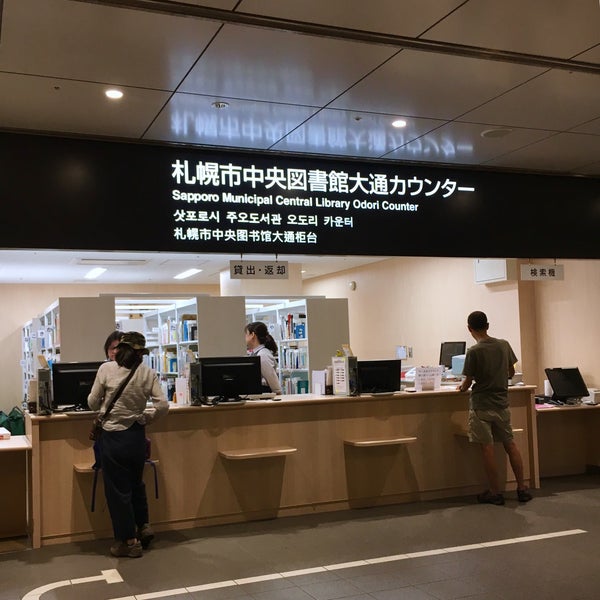 札幌市中央図書館大通カウンター
Sapporo Municipal Central Library Odori Counter
삿포로시 주오도서관 오도리 카운터
札幌市中央图书馆大通柜台
貸出・返却
検索機